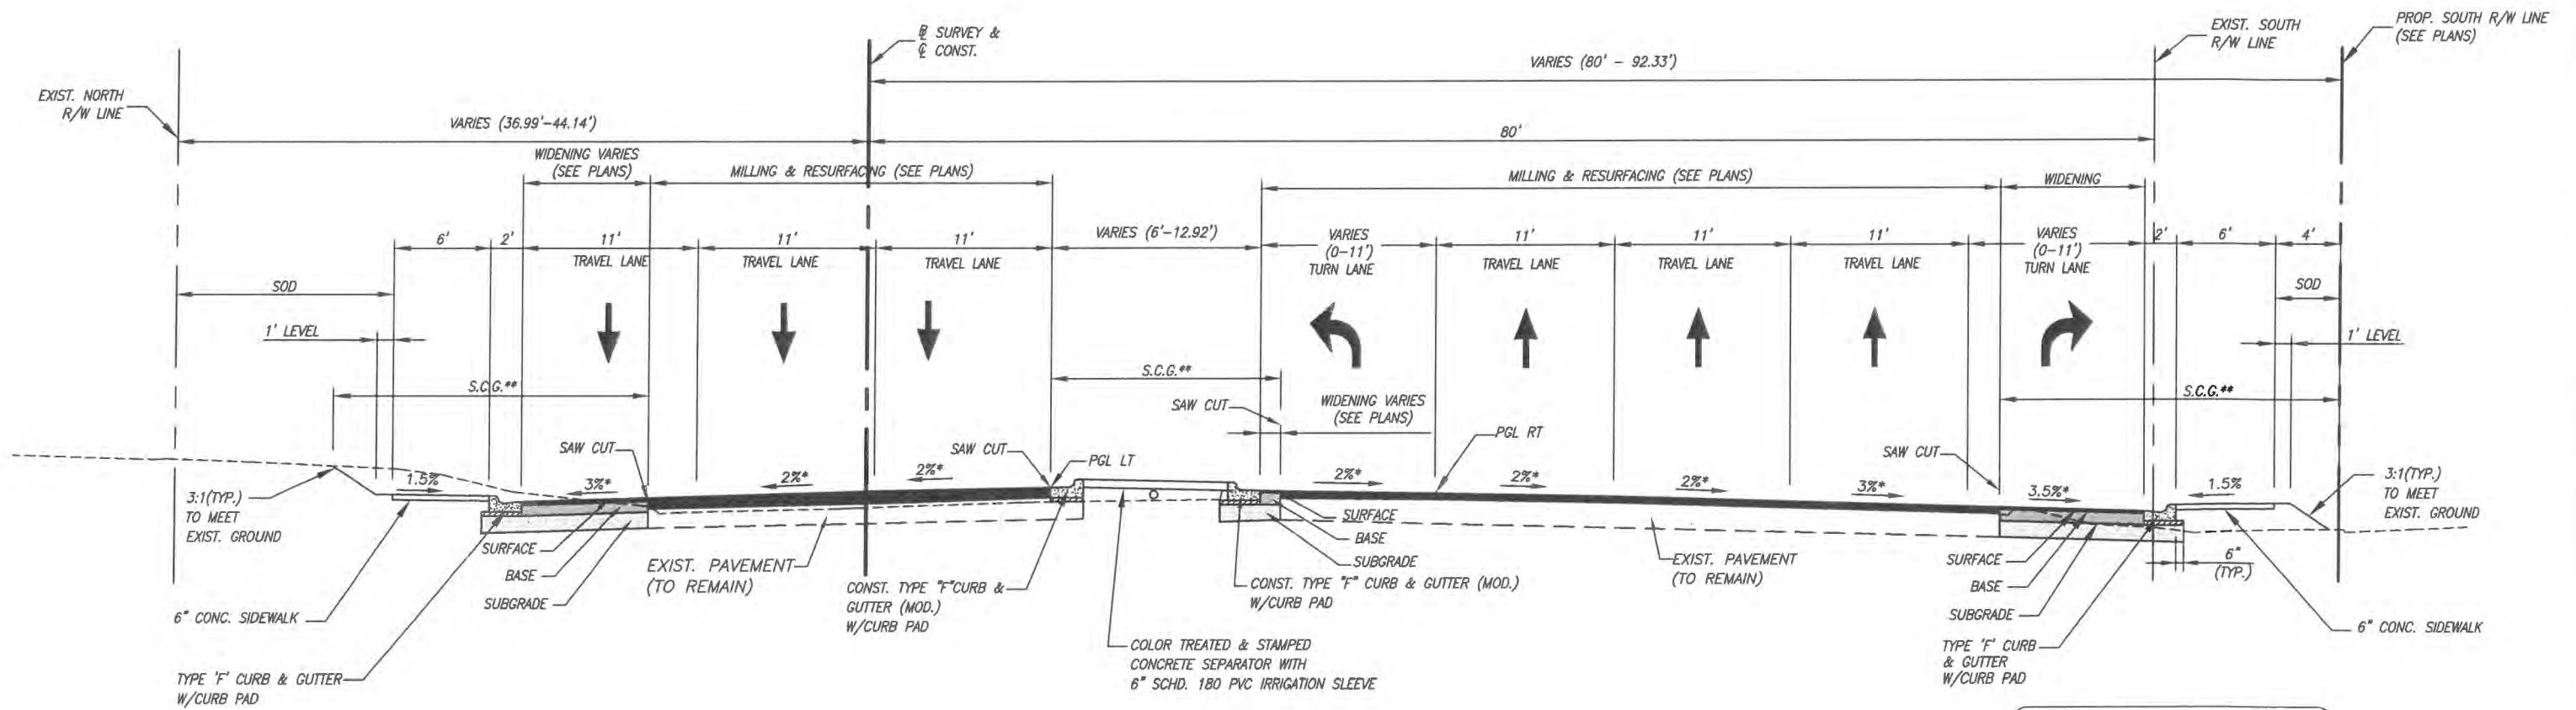 PROP. SOUTH R/W LINE
(SEE PLANS)
EXIST. SOUTH
R/W LINE
℄ SURVEY &
℄ CONST.
VARIES (80' - 92.33')
EXIST. NORTH
R/W LINE
VARIES (36.99'-44.14')
80'
WIDENING VARIES
(SEE PLANS)
MILLING & RESURFACING (SEE PLANS)
MILLING & RESURFACING (SEE PLANS)
WIDENING
6'
2'
11'
TRAVEL LANE
11'
TRAVEL LANE
11'
TRAVEL LANE
VARIES (6'-12.92')
VARIES
(0-11')
TURN LANE
11'
TRAVEL LANE
11'
TRAVEL LANE
11'
TRAVEL LANE
VARIES
(0-11')
TURN LANE
2'
6'
4'
SOD
SOD
1' LEVEL
1' LEVEL
S.C.G.**
S.C.G.**
S.C.G.**
SAW CUT
WIDENING VARIES
(SEE PLANS)
SAW CUT
SAW CUT
PGL LT
PGL RT
SAW CUT
3:1(TYP.)
TO MEET
EXIST. GROUND
1.5%
3%*
2%*
2%*
2%*
2%*
2%*
3%*
3.5%*
1.5%
3:1(TYP.)
TO MEET
EXIST. GROUND
SURFACE
BASE
SUBGRADE
EXIST. PAVEMENT
(TO REMAIN)
CONST. TYPE "F"CURB &
GUTTER (MOD.)
W/CURB PAD
SURFACE
BASE
SUBGRADE
CONST. TYPE "F" CURB & GUTTER (MOD.)
W/CURB PAD
EXIST. PAVEMENT
(TO REMAIN)
SURFACE
BASE
SUBGRADE
6"
(TYP.)
6" CONC. SIDEWALK
6" CONC. SIDEWALK
COLOR TREATED & STAMPED
CONCRETE SEPARATOR WITH
6" SCHD. 180 PVC IRRIGATION SLEEVE
TYPE 'F' CURB & GUTTER
W/CURB PAD
TYPE 'F' CURB
& GUTTER
W/CURB PAD